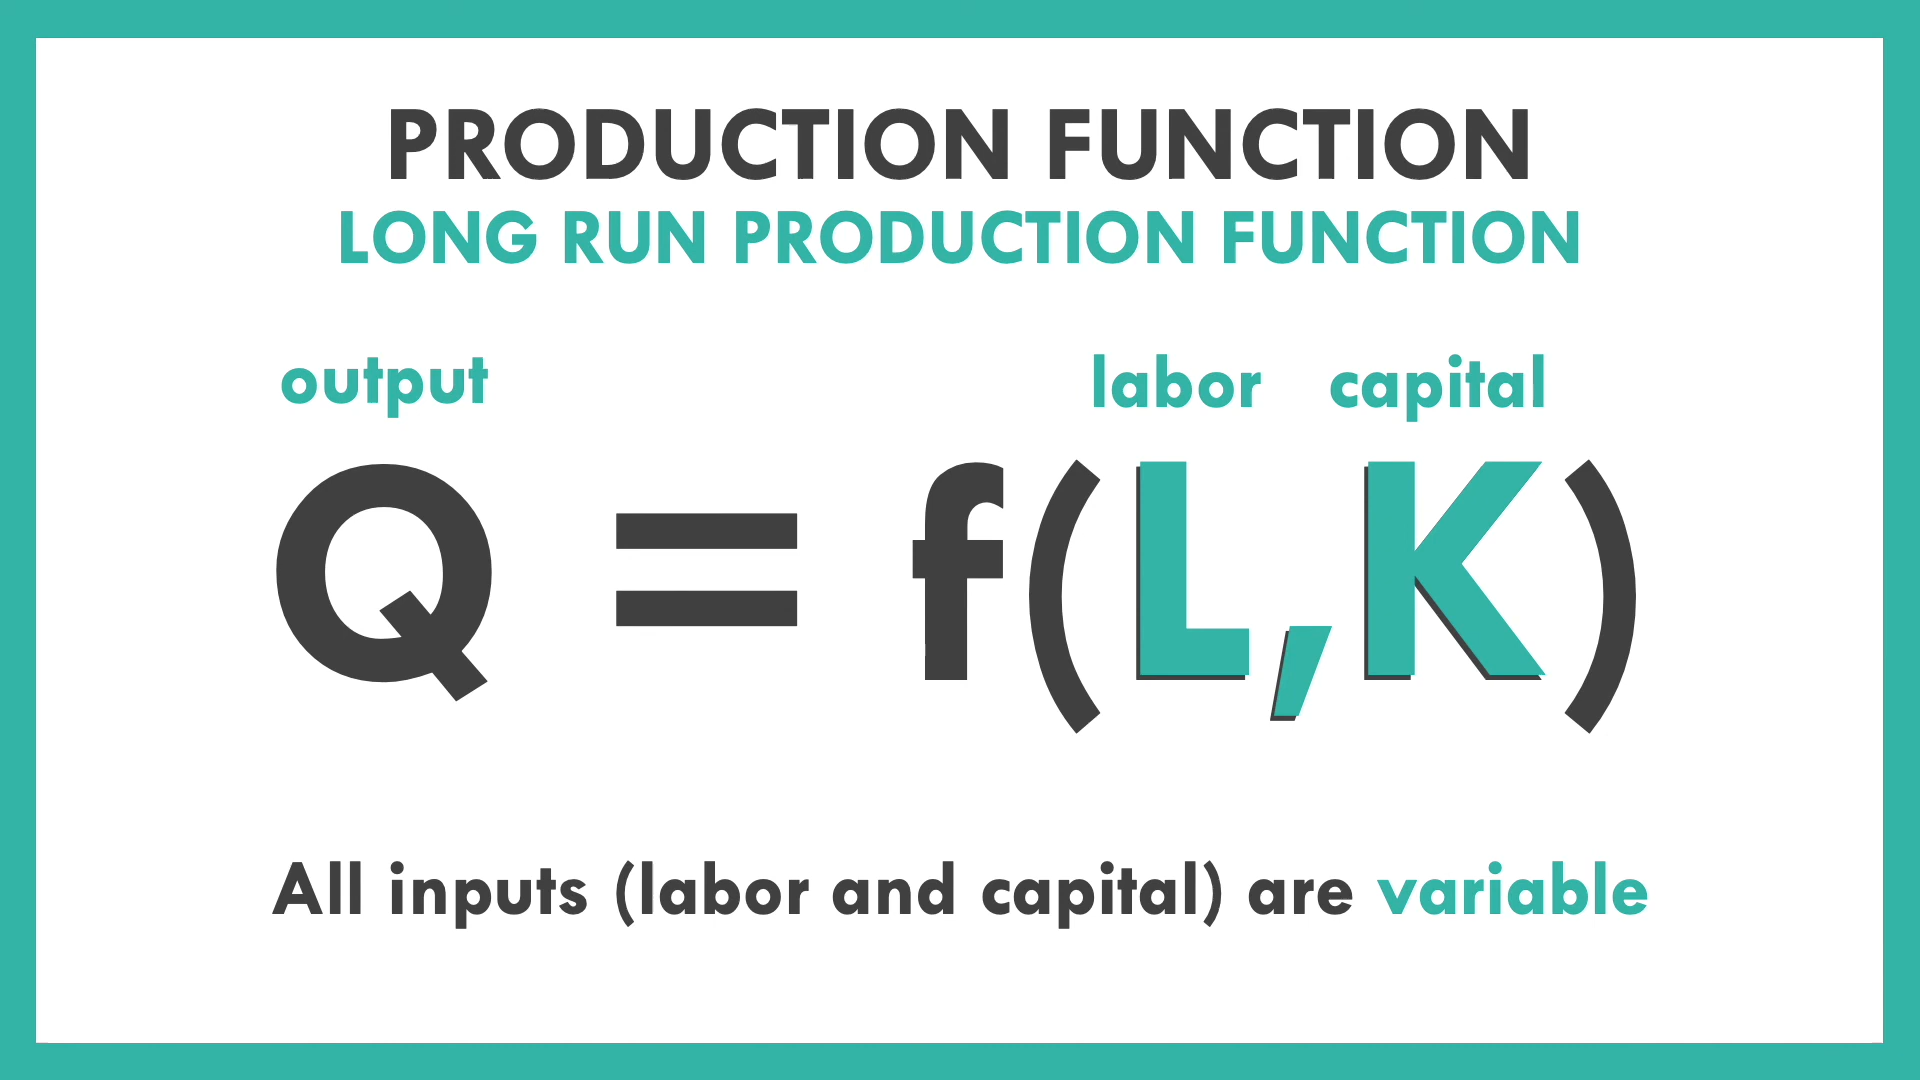 PRODUCTION FUNCTION
LONG RUN PRODUCTION FUNCTION
output labor capital
Q = f(L,K)
All inputs (labor and capital) are variable